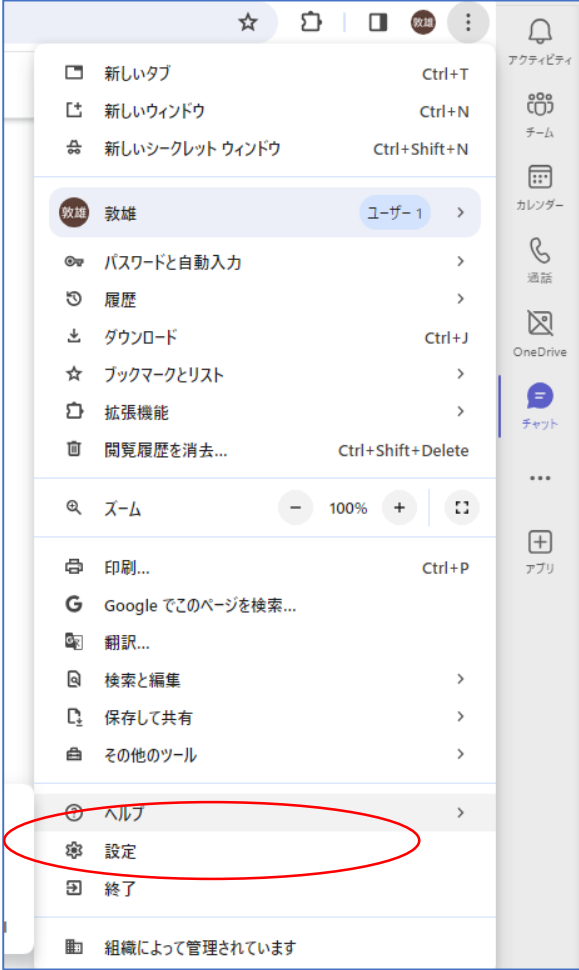 敦雄
新しいタブ Ctrl+T
新しいウィンドウ Ctrl+N
新しいシークレット ウィンドウ Ctrl+Shift+N
敦雄 敦雄 ユーザー 1
パスワードと自動入力
履歴
ダウンロード Ctrl+J
ブックマークとリスト
拡張機能
閲覧履歴を消去... Ctrl+Shift+Delete
ズーム − 100% +
印刷... Ctrl+P
G Google でこのページを検索...
翻訳...
検索と編集
保存して共有
その他のツール
ヘルプ
設定
終了
組織によって管理されています
アクティビティ
チーム
カレンダー
通話
OneDrive
チャット
アプリ